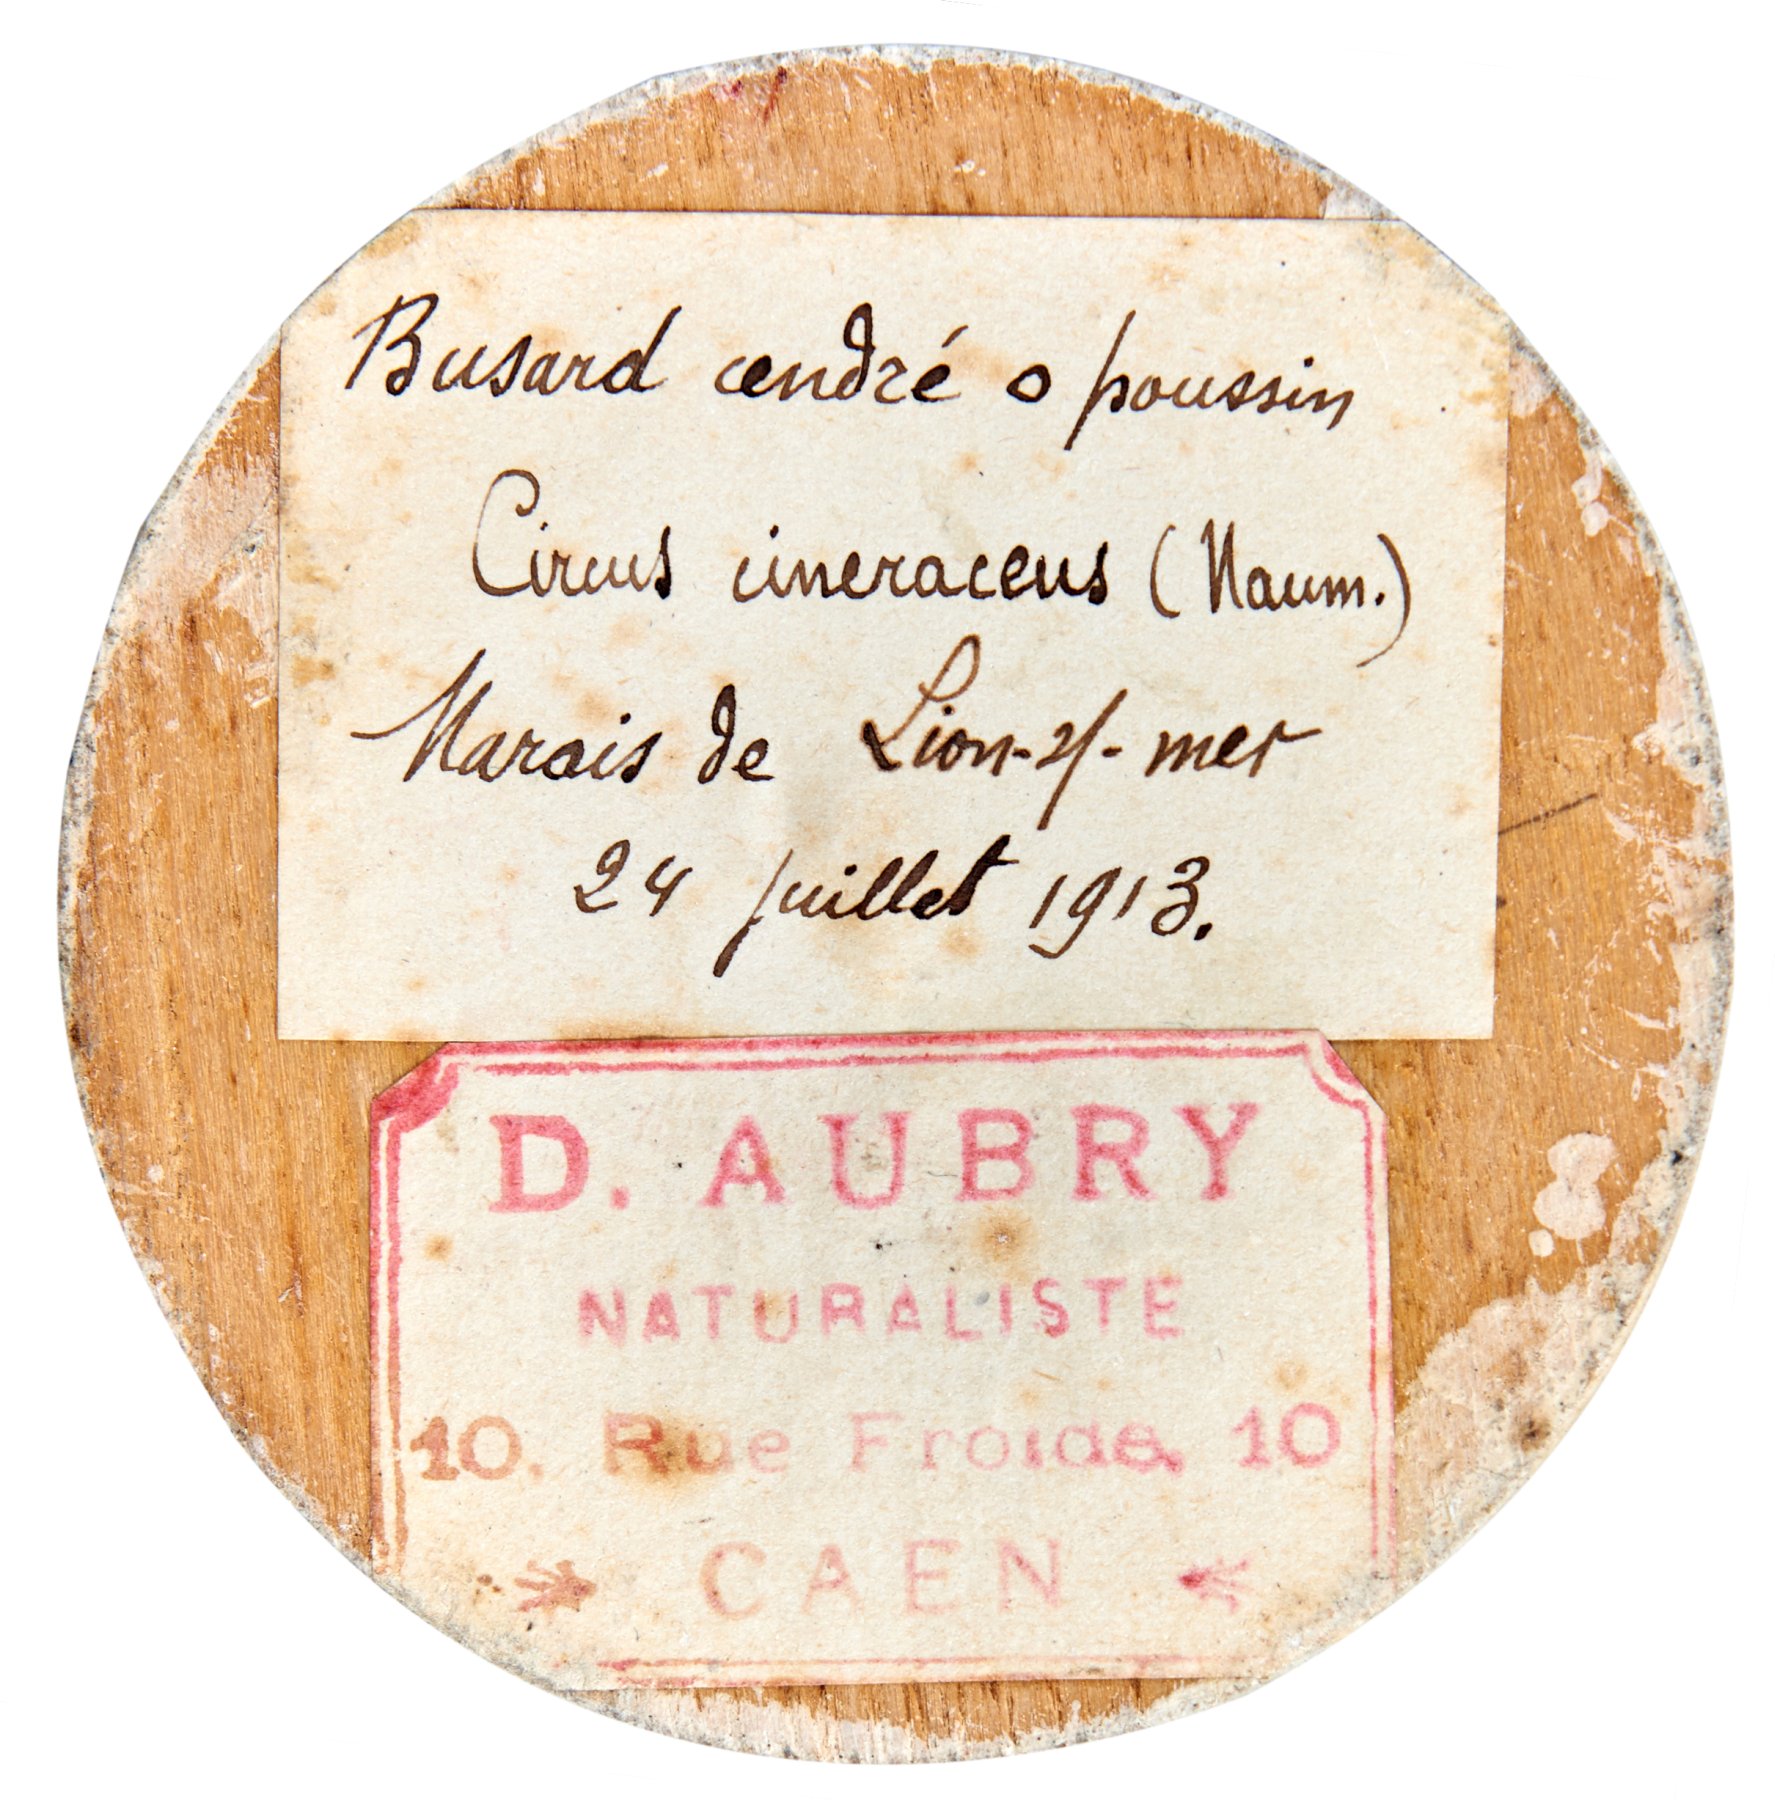 Busard cendré o poussin
Circus cineraceus (Naum.)
Marais de Lion-s/-mer
24 juillet 1913.
D. AUBRY
NATURALISTE
10. Rue Froide, 10
CAEN